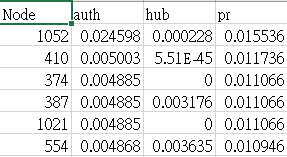 Node auth hub pr
1052 0.024598 0.000228 0.015536
410 0.005003 5.51E-45 0.011736
374 0.004885 0 0.011066
387 0.004885 0.003176 0.011066
1021 0.004885 0 0.011066
554 0.004868 0.003635 0.010946